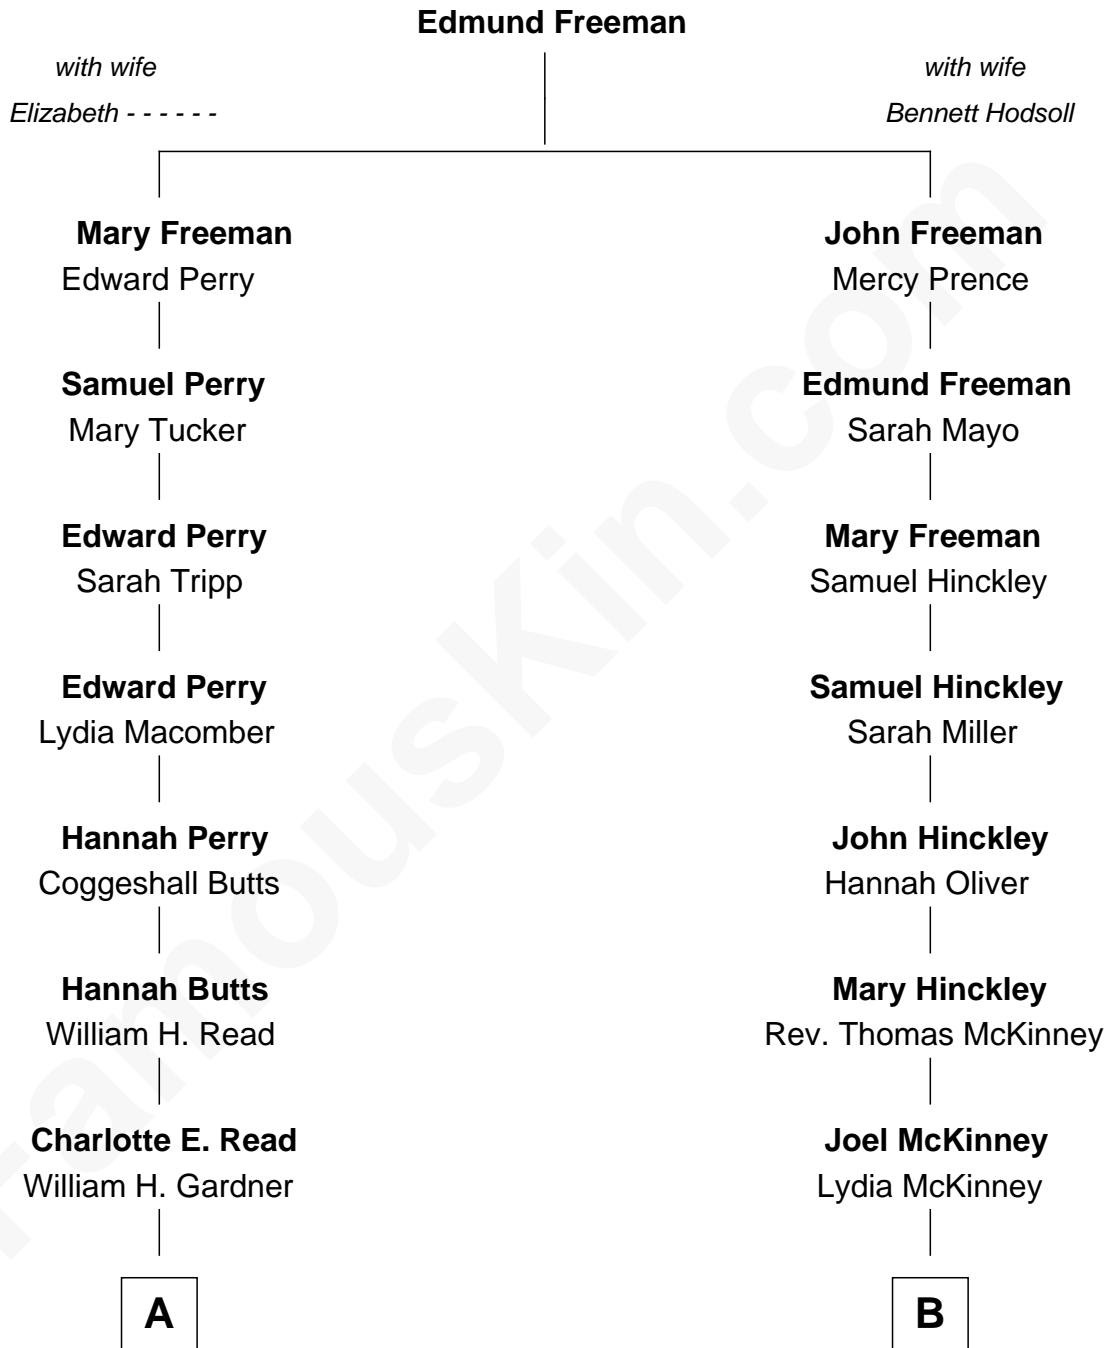 Edmund Freeman
with wife
Elizabeth - - - - - -
with wife
Bennett Hodsoll
Mary Freeman
Edward Perry
John Freeman
Mercy Prence
Samuel Perry
Mary Tucker
Edmund Freeman
Sarah Mayo
Edward Perry
Sarah Tripp
Mary Freeman
Samuel Hinckley
Edward Perry
Lydia Macomber
Samuel Hinckley
Sarah Miller
Hannah Perry
Coggeshall Butts
John Hinckley
Hannah Oliver
Hannah Butts
William H. Read
Mary Hinckley
Rev. Thomas McKinney
Charlotte E. Read
William H. Gardner
Joel McKinney
Lydia McKinney
A
B
FamousKin.com